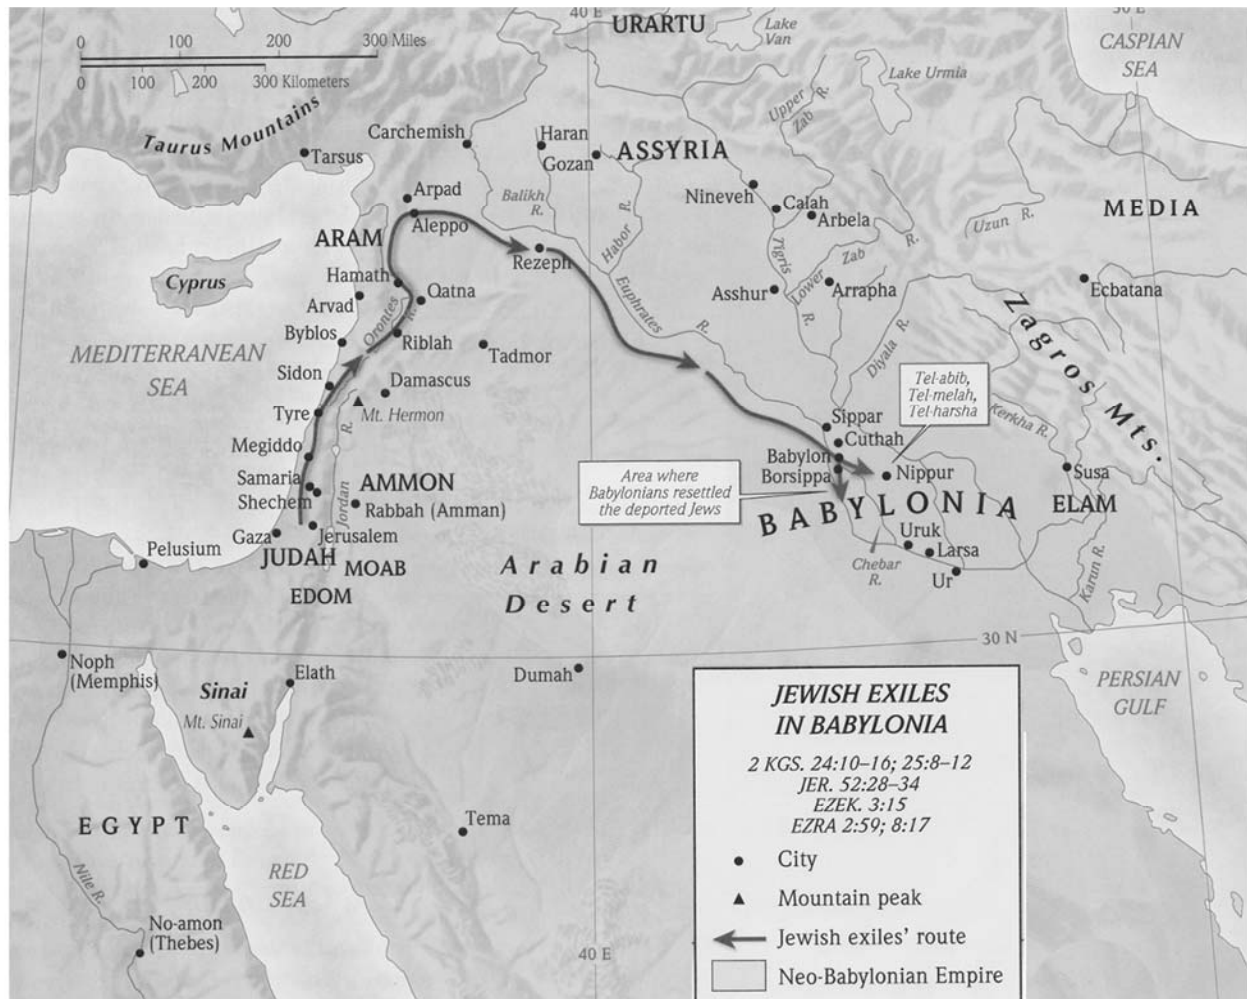 0 100 200 300 Miles
0 100 200 300 Kilometers
40 E
URARTU
Lake
Van
50 E
CASPIAN
SEA
Lake Urmia
Upper
Zab R.
Taurus Mountains
Tarsus
Carchemish
Haran
Gozan
ASSYRIA
Nineveh
Calah
Arbela
MEDIA
Uzun R.
Arpad
Aleppo
Balikh
R.
Habor R.
Rezeph
Tigris
R.
Lower Zab R.
Asshur
Arrapha
Ecbatana
ARAM
Hamath
Cyprus
Arvad
Qatna
Orontes R.
Euphrates R.
Byblos
Riblah
Tadmor
Diyala R.
Zagros Mts.
MEDITERRANEAN
SEA
Sidon
Damascus
Mt. Hermon
Tyre
Tel-abib,
Tel-melah,
Tel-harsha
Kerkha R.
Megiddo
Sippar
Cuthah
Babylon
Borsippa
Nippur
Susa
ELAM
Samaria
Shechem
AMMON
Rabbah (Amman)
Jordan R.
Area where
Babylonians resettled
the deported Jews
BABYLONIA
Gaza
Jerusalem
Pelusium
JUDAH
MOAB
EDOM
Arabian
Desert
Uruk
Larsa
Ur
Chebar
R.
Karun R.
30 N
Noph
(Memphis)
Sinai
Mt. Sinai
Elath
Dumah
PERSIAN
GULF
Tema
EGYPT
Nile R.
RED
SEA
No-amon
(Thebes)
40 E
JEWISH EXILES
IN BABYLONIA
2 KGS. 24:10–16; 25:8–12
JER. 52:28–34
EZEK. 3:15
EZRA 2:59; 8:17
City
Mountain peak
Jewish exiles' route
Neo-Babylonian Empire